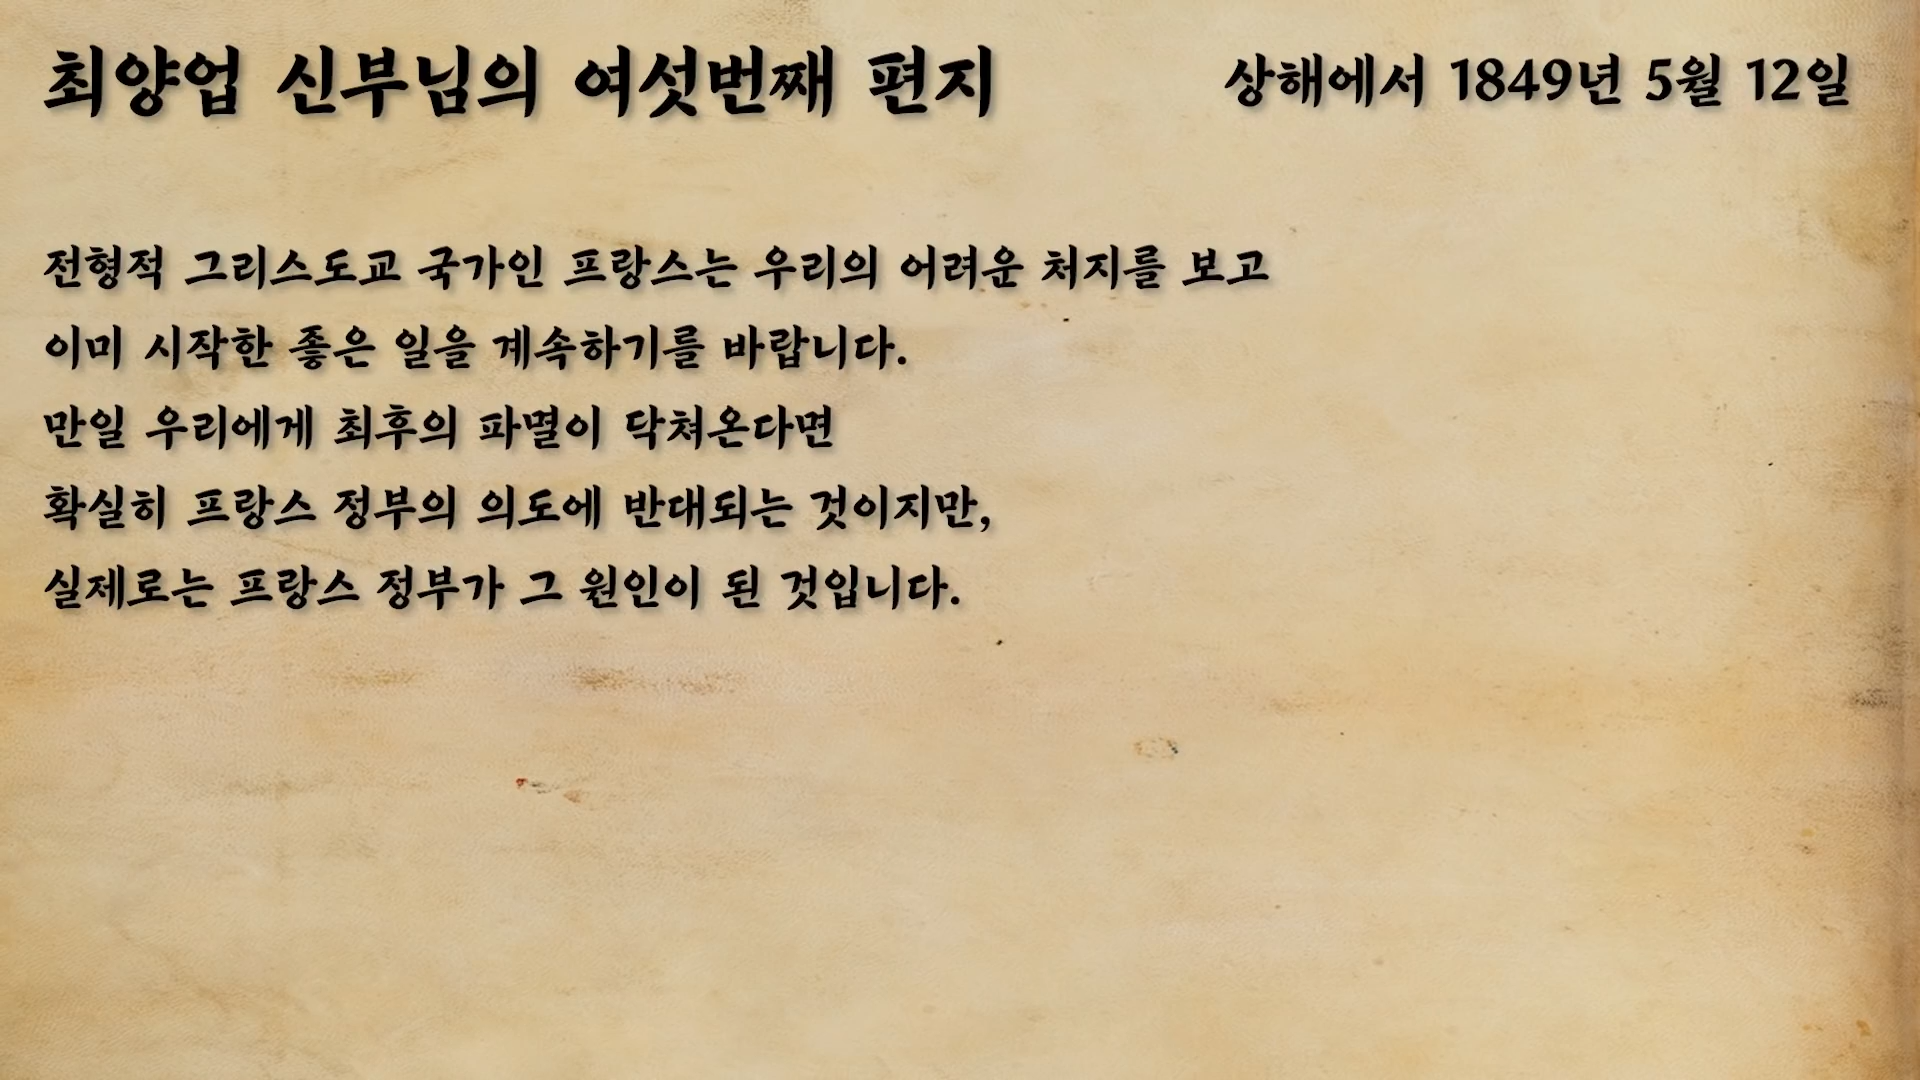 최양업 신부님의 여섯번째 편지
상해에서 1849년 5월 12일
전형적 그리스도교 국가인 프랑스는 우리의 어려운 처지를 보고
이미 시작한 좋은 일을 계속하기를 바랍니다.
만일 우리에게 최후의 파멸이 닥쳐온다면
확실히 프랑스 정부의 의도에 반대되는 것이지만,
실제로는 프랑스 정부가 그 원인이 된 것입니다.